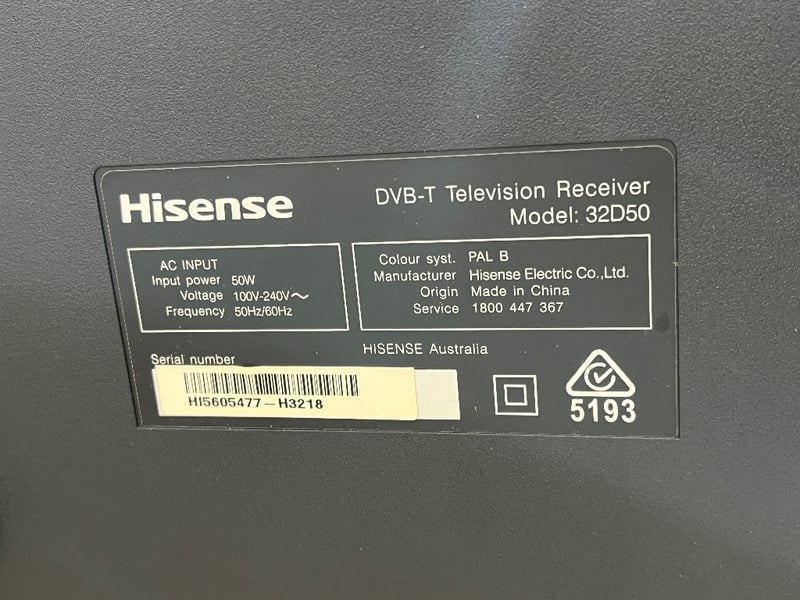 Hisense
DVB-T Television Receiver
Model: 32D50
AC INPUT
Input power 50W
Voltage 100V-240V～
Frequency 50Hz/60Hz
Colour syst. PAL B
Manufacturer Hisense Electric Co.,Ltd.
Origin Made in China
Service 1800 447 367
HISENSE Australia
Serial number
HI5605477-H3218
5193